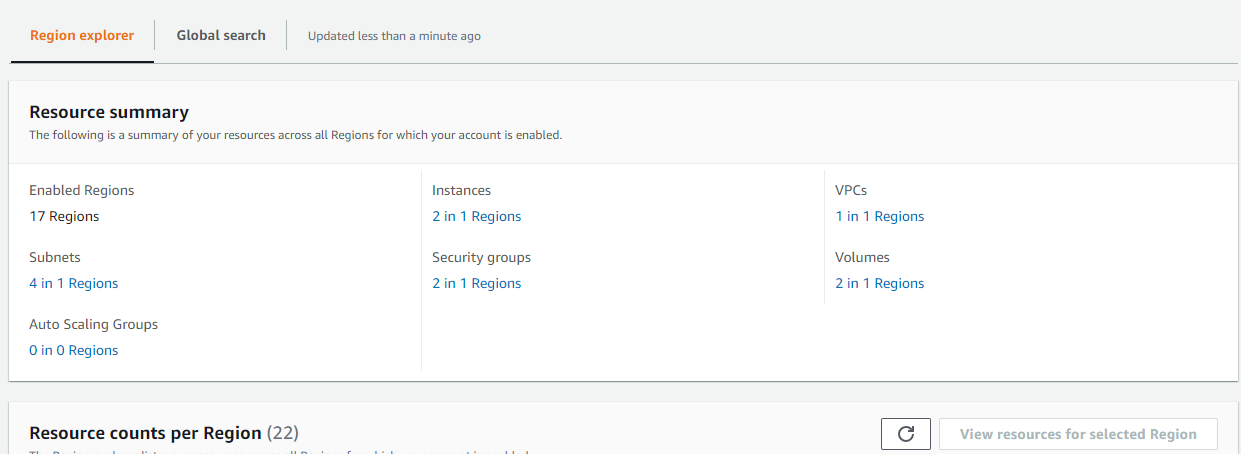 Region explorer
Global search
Updated less than a minute ago
Resource summary
The following is a summary of your resources across all Regions for which your account is enabled.
Enabled Regions
17 Regions
Instances
2 in 1 Regions
VPCs
1 in 1 Regions
Subnets
4 in 1 Regions
Security groups
2 in 1 Regions
Volumes
2 in 1 Regions
Auto Scaling Groups
0 in 0 Regions
Resource counts per Region (22)
View resources for selected Region